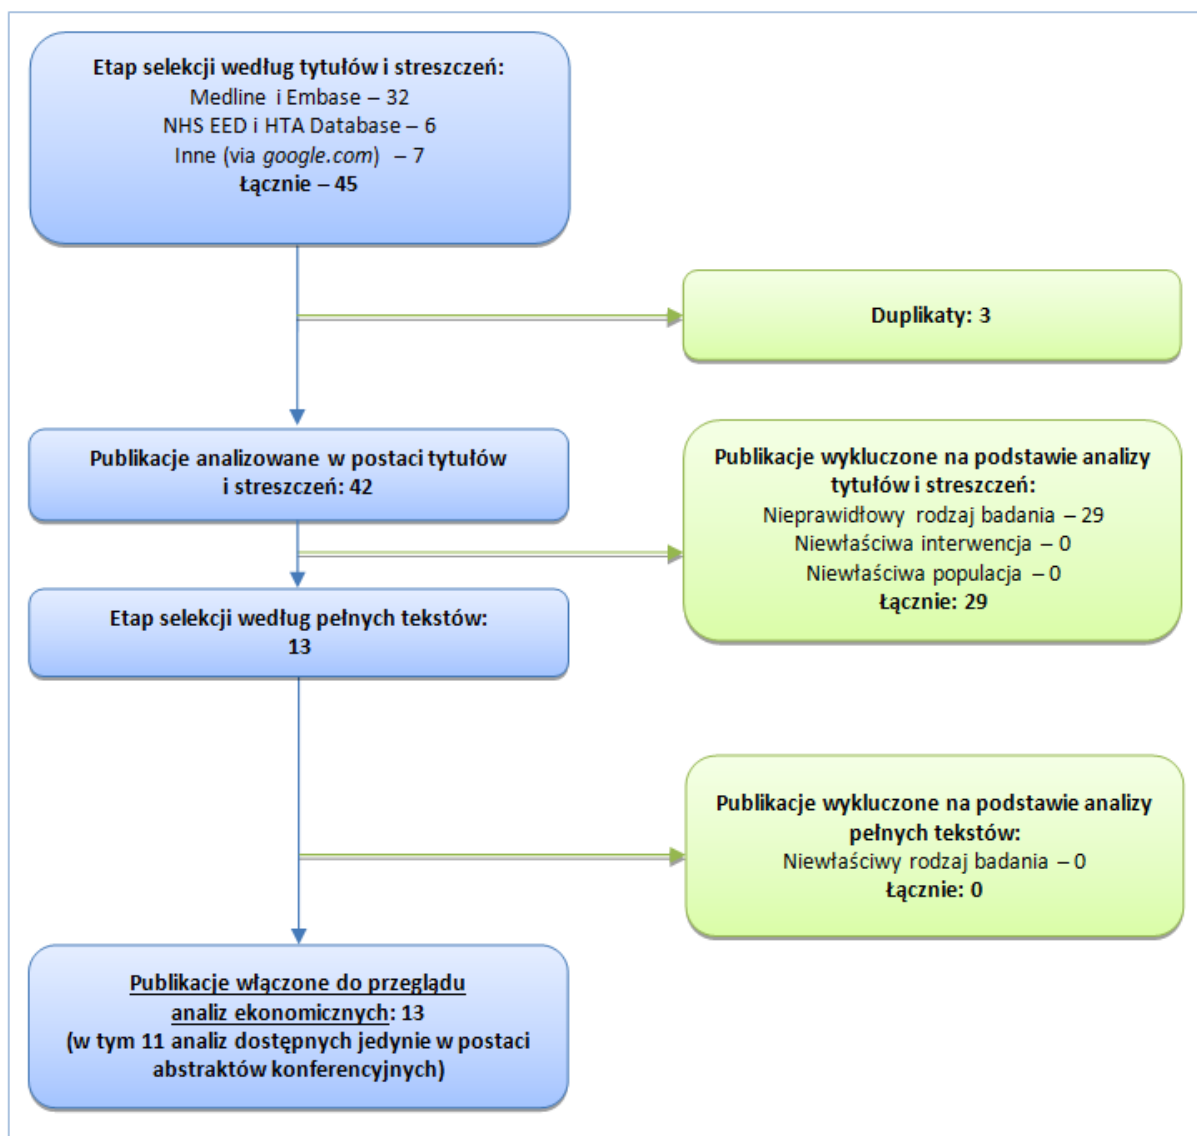 Etap selekcji według tytułów i streszczeń:
Medline i Embase – 32
NHS EED i HTA Database – 6
Inne (via google.com) – 7
Łącznie – 45
Duplikaty: 3
Publikacje analizowane w postaci tytułów
i streszczeń: 42
Publikacje wykluczone na podstawie analizy
tytułów i streszczeń:
Nieprawidłowy rodzaj badania – 29
Niewłaściwa interwencja – 0
Niewłaściwa populacja – 0
Łącznie: 29
Etap selekcji według pełnych tekstów:
13
Publikacje wykluczone na podstawie analizy
pełnych tekstów:
Niewłaściwy rodzaj badania – 0
Łącznie: 0
Publikacje włączone do przeglądu
analiz ekonomicznych: 13
(w tym 11 analiz dostępnych jedynie w postaci
abstraktów konferencyjnych)